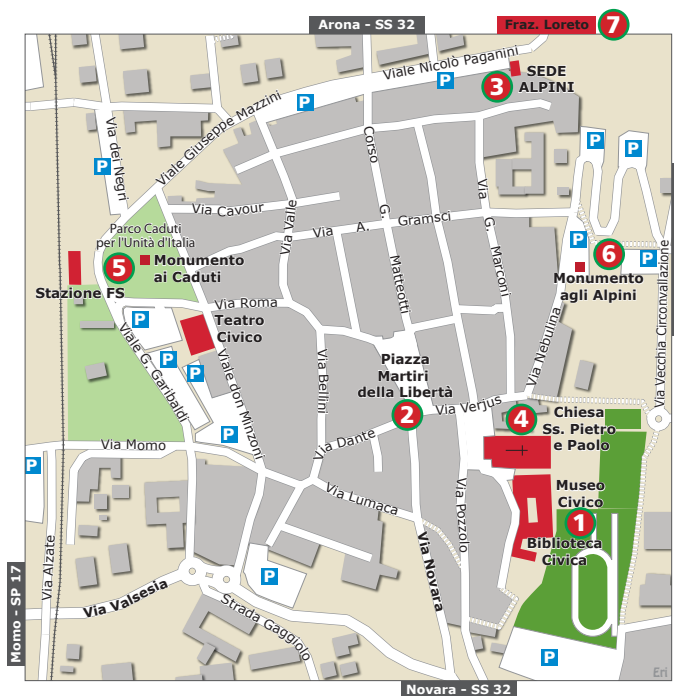 Arona - SS 32
Fraz. Loreto
7
Viale Nicolò Paganini
P
SEDE
ALPINI
3
P
Viale Giuseppe Mazzini
Via dei Negri
P
Corso
G.
Matteotti
P
P
Via Cavour
Via Valle
Via A. Gramsci
Via
G.
Marconi
Parco Caduti
per l'Unità d'Italia
5
Monumento
ai Caduti
Stazione FS
P
6
P
Monumento
agli Alpini
Via Vecchia Circonvallazione
Via Roma
Teatro
Civico
P
P
P
Viale G. Garibaldi
Viale don Minzoni
Via Bellini
Via Nebulina
Piazza
Martiri
della Libertà
2
Via Verjus
4
Chiesa
Ss. Pietro
e Paolo
P
Via Momo
Via Dante
P
Via Lumaca
Via Pozzolo
Museo
Civico
1
Biblioteca
Civica
Via Alzate
Via Novara
Momo - SP 17
Via Valsesia
P
Strada Gaggiolo
P
Eri
Novara - SS 32